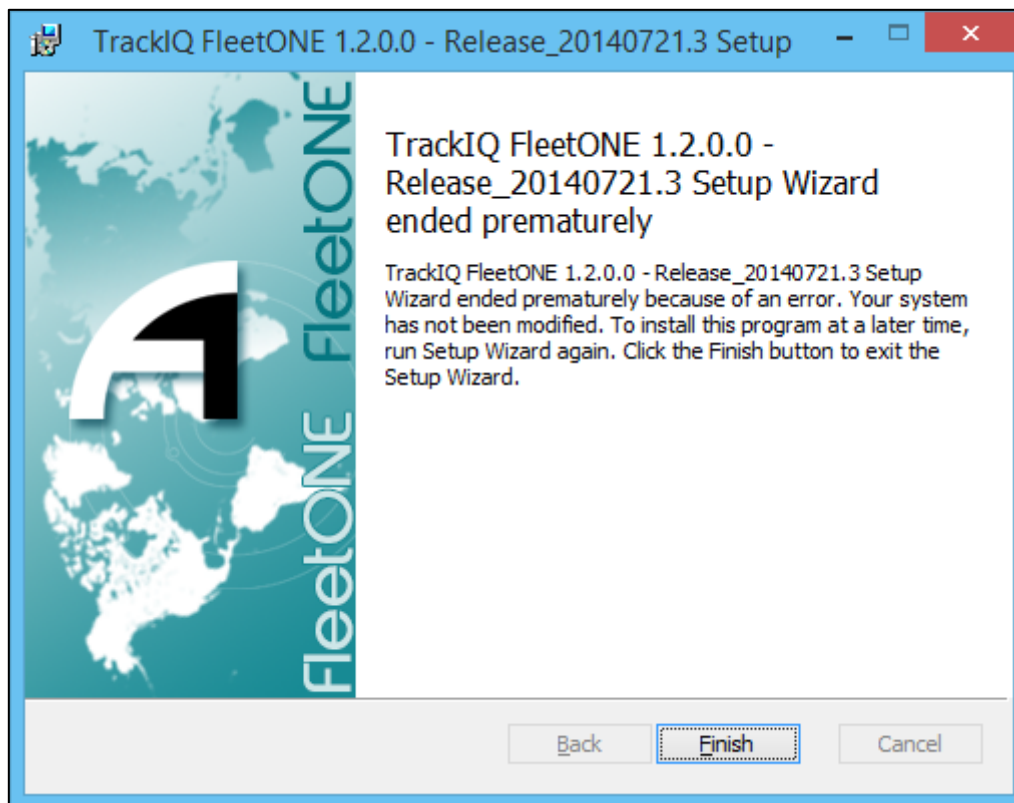 TrackIQ FleetONE 1.2.0.0 - Release_20140721.3 Setup
FleetONE FleetONE
TrackIQ FleetONE 1.2.0.0 -
Release_20140721.3 Setup Wizard
ended prematurely
TrackIQ FleetONE 1.2.0.0 - Release_20140721.3 Setup
Wizard ended prematurely because of an error. Your system
has not been modified. To install this program at a later time,
run Setup Wizard again. Click the Finish button to exit the
Setup Wizard.
Back Finish Cancel